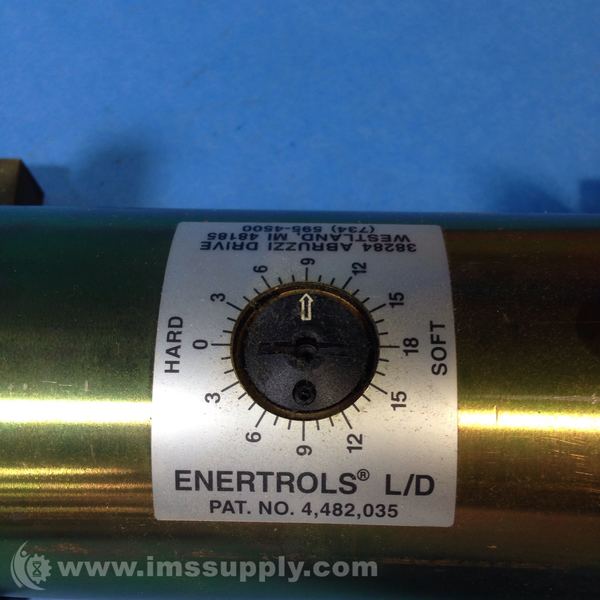 38284 ABRUZZI DRIVE
WESTLAND, MI 48185
(734) 595-4500
HARD
0
3
6
9
12
15
18
15
12
9
6
3
SOFT
ENERTROLS® L/D
PAT. NO. 4,482,035
www.imssupply.com/